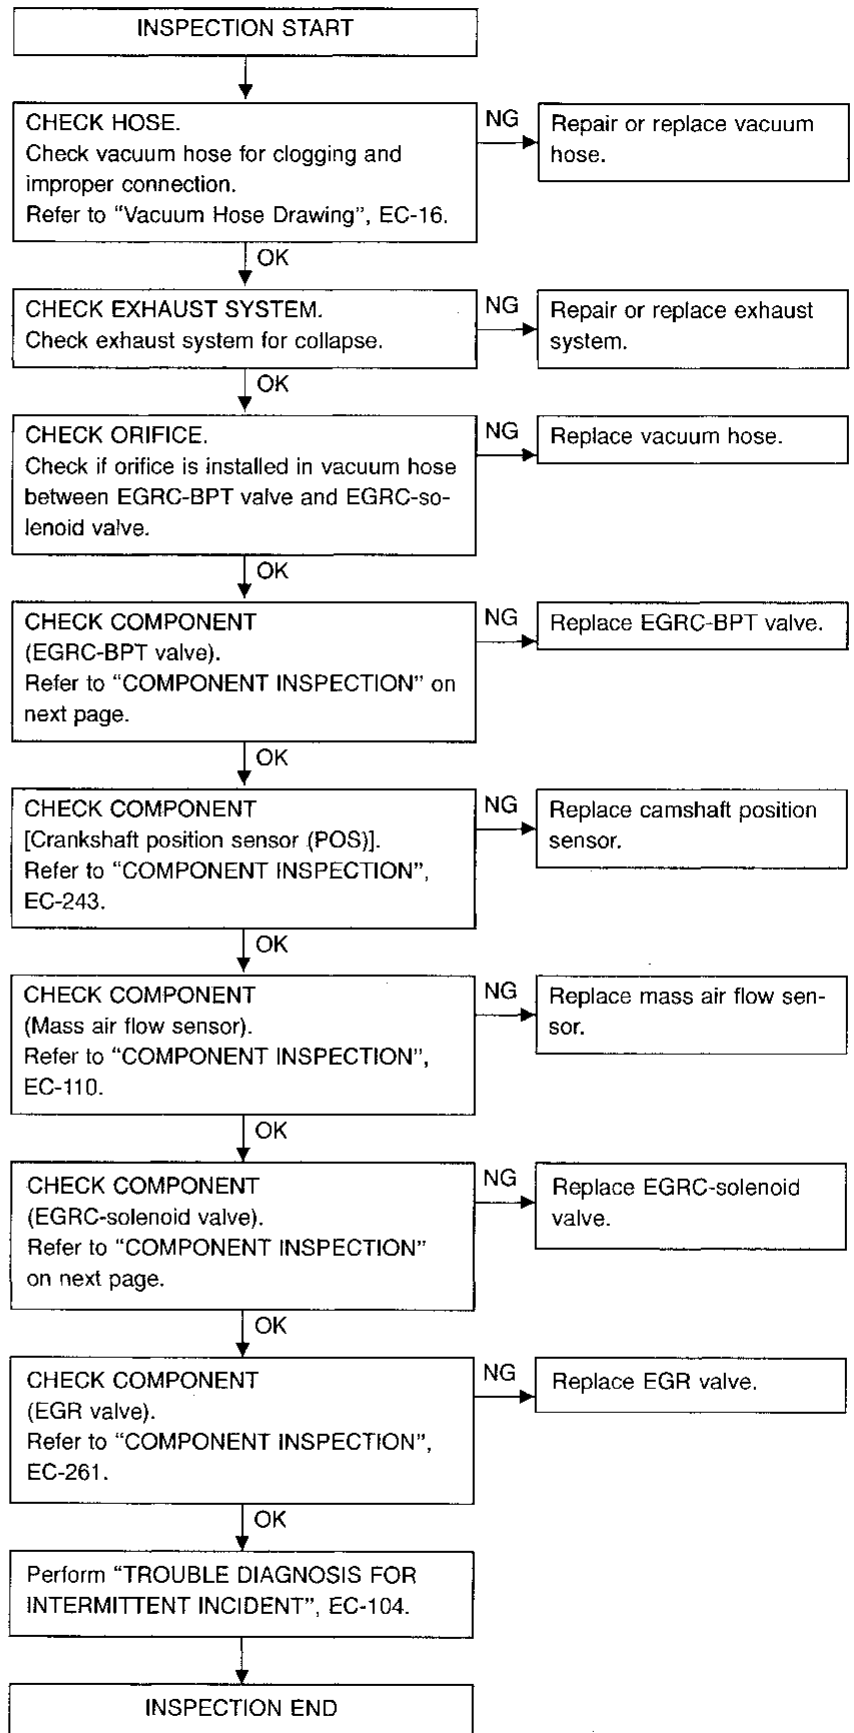 INSPECTION START
CHECK HOSE.
Check vacuum hose for clogging and
improper connection.
Refer to “Vacuum Hose Drawing”, EC-16.
NG
Repair or replace vacuum
hose.
OK
CHECK EXHAUST SYSTEM.
Check exhaust system for collapse.
NG
Repair or replace exhaust
system.
OK
CHECK ORIFICE.
Check if orifice is installed in vacuum hose
between EGRC-BPT valve and EGRC-so-
lenoid valve.
NG
Replace vacuum hose.
OK
CHECK COMPONENT
(EGRC-BPT valve).
Refer to “COMPONENT INSPECTION” on
next page.
NG
Replace EGRC-BPT valve.
OK
CHECK COMPONENT
[Crankshaft position sensor (POS)].
Refer to “COMPONENT INSPECTION”,
EC-243.
NG
Replace camshaft position
sensor.
OK
CHECK COMPONENT
(Mass air flow sensor).
Refer to “COMPONENT INSPECTION”,
EC-110.
NG
Replace mass air flow sen-
sor.
OK
CHECK COMPONENT
(EGRC-solenoid valve).
Refer to “COMPONENT INSPECTION”
on next page.
NG
Replace EGRC-solenoid
valve.
OK
CHECK COMPONENT
(EGR valve).
Refer to “COMPONENT INSPECTION”,
EC-261.
NG
Replace EGR valve.
OK
Perform “TROUBLE DIAGNOSIS FOR
INTERMITTENT INCIDENT”, EC-104.
INSPECTION END